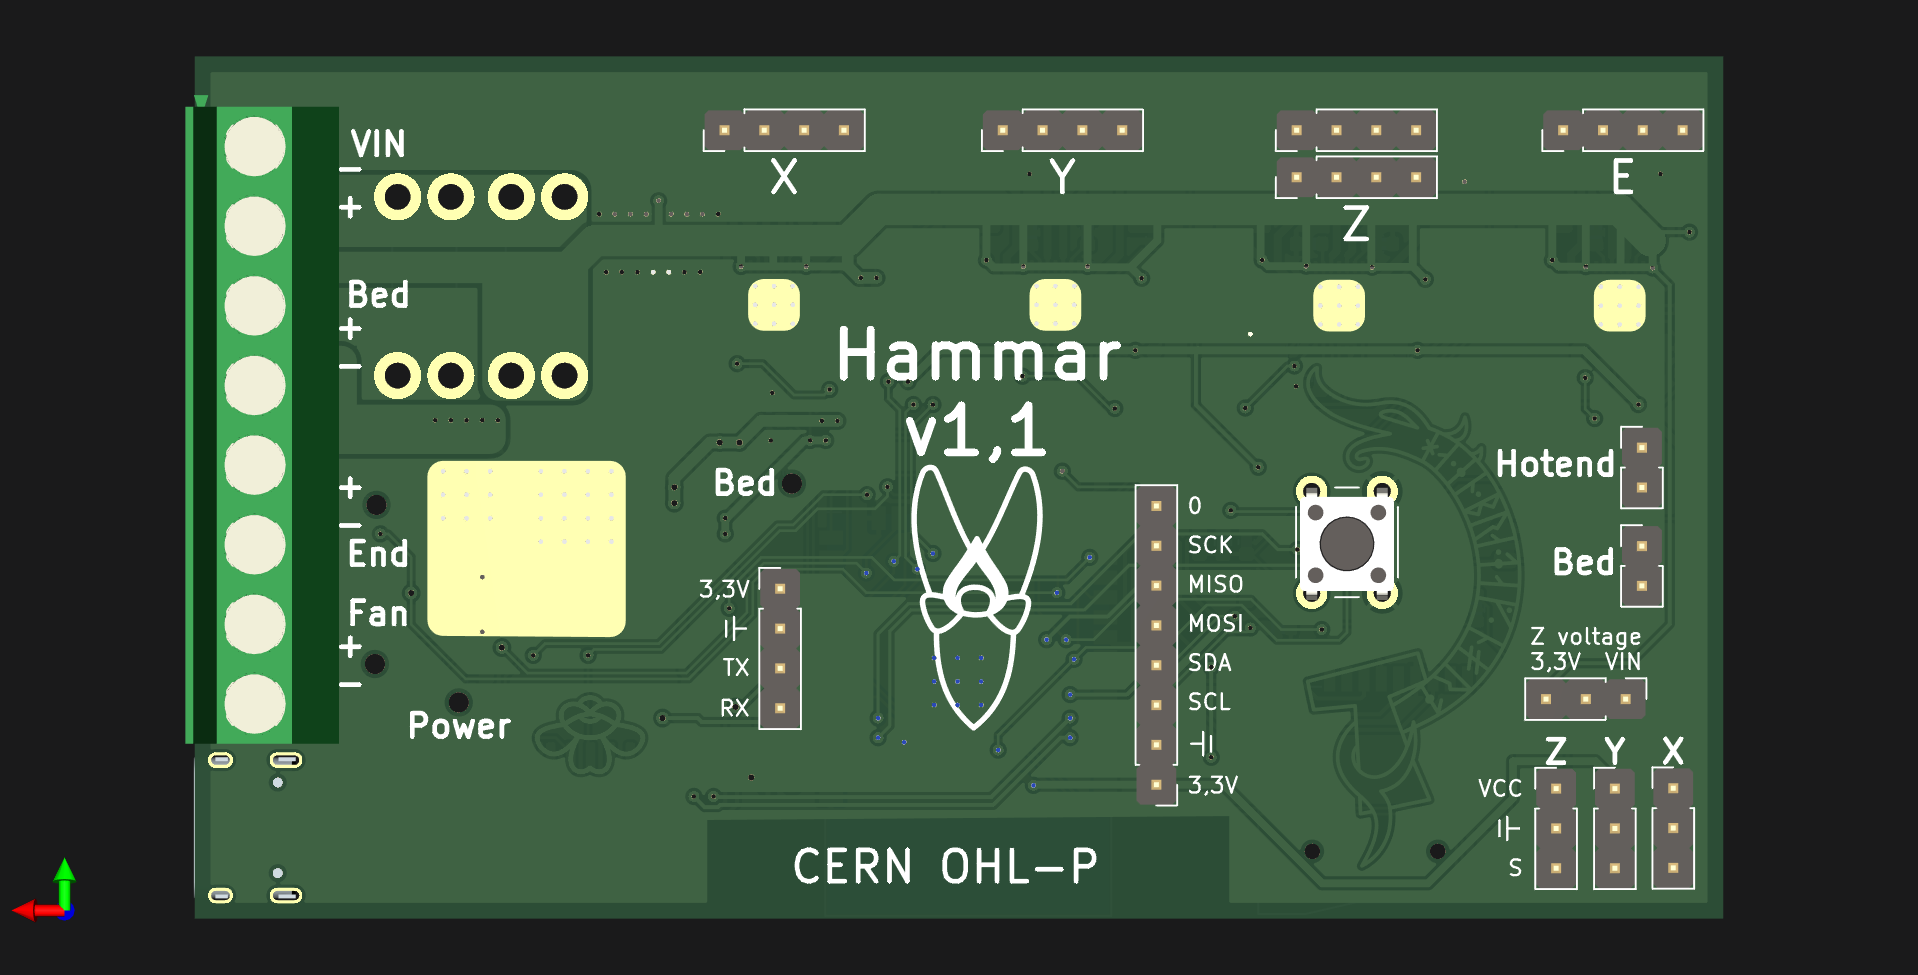 VIN
−
+
X
Y
Z
E
Bed
+
−
Hammar
v1,1
+
−
End
Fan
+
−
Bed
Power
3,3V
TX
RX
0
SCK
MISO
MOSI
SDA
SCL
3,3V
Hotend
Bed
Z voltage
3,3V VIN
Z Y X
VCC
S
CERN OHL-P